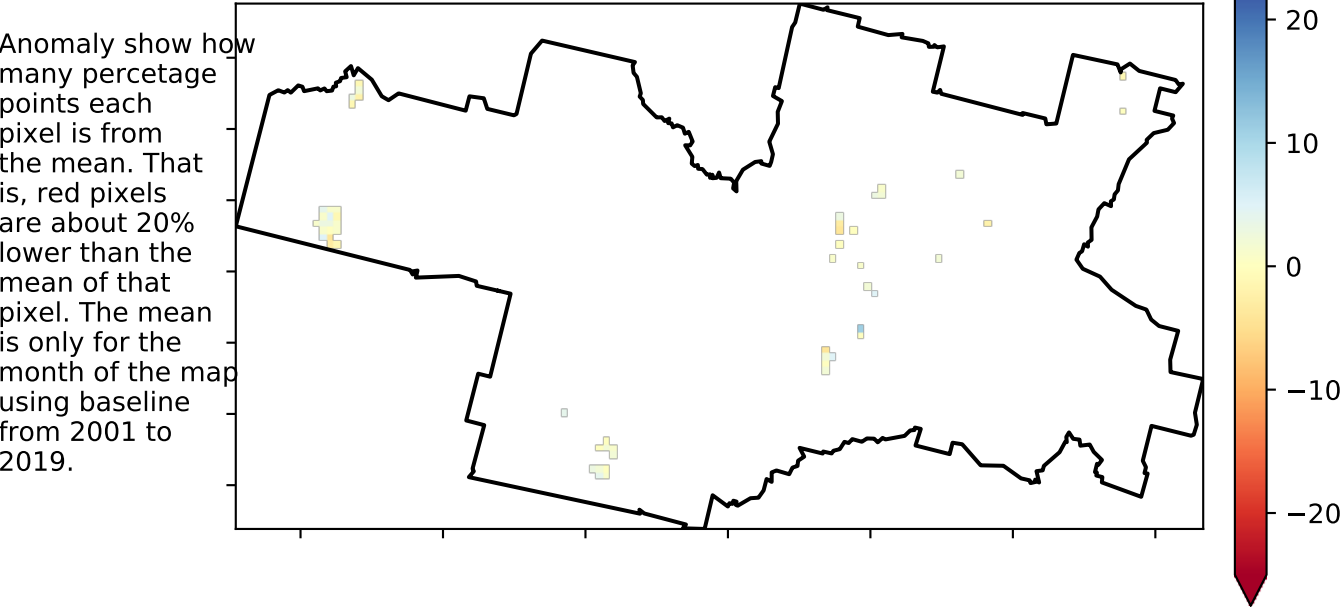 Anomaly show how
many percetage
points each
pixel is from
the mean. That
is, red pixels
are about 20%
lower than the
mean of that
pixel. The mean
is only for the
month of the map
using baseline
from 2001 to
2019.
20
10
0
−10
−20